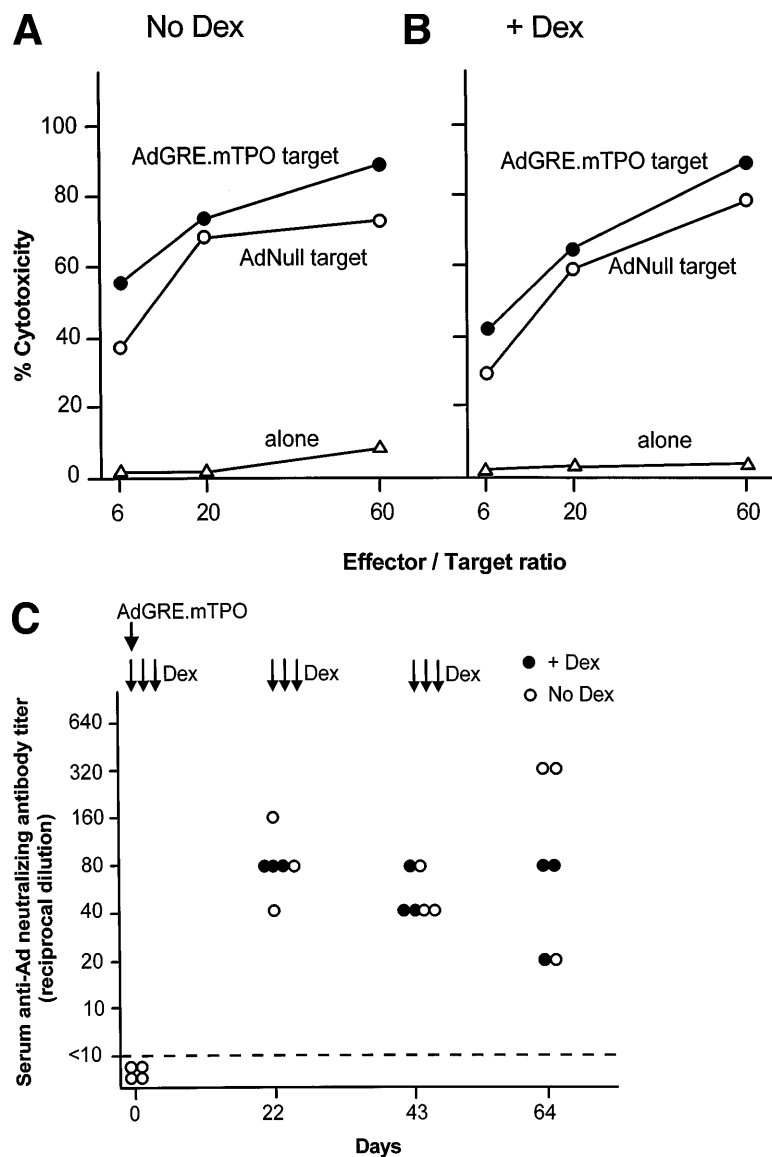 A No Dex
B + Dex
% Cytotoxicity
100
80
60
40
20
0
AdGRE.mTPO target
AdNull target
alone
6 20 60
AdGRE.mTPO target
AdNull target
alone
6 20 60
Effector / Target ratio
C
AdGRE.mTPO
Dex
Dex
Dex
+ Dex
No Dex
Serum anti-Ad neutralizing antibody titer
(reciprocal dilution)
640
320
160
80
40
20
10
<10
0 22 43 64
Days